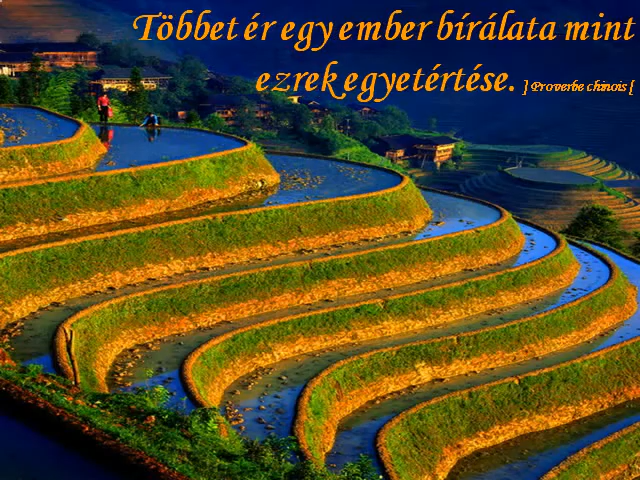 Többet ér egy ember bírálata mint
ezrek egyetértése. ] Proverbe chinois [